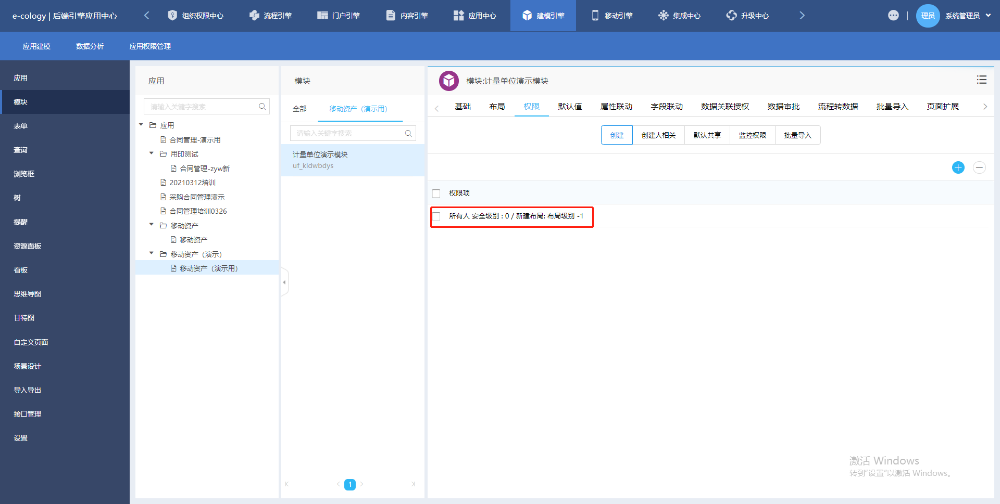 e-cology | 后端引擎应用中心
组织权限中心
流程引擎
门户引擎
内容引擎
应用中心
建模引擎
移动引擎
集成中心
升级中心
理员
系统管理员
应用建模
数据分析
应用权限管理
应用
模块
表单
查询
浏览框
树
提醒
资源面板
看板
思维导图
甘特图
自定义页面
场景设计
导入导出
接口管理
设置
应用
请输入关键字搜索
应用
合同管理-演示用
用印测试
合同管理-zyw新
20210312培训
采购合同管理演示
合同管理培训0326
移动资产
移动资产
移动资产（演示）
移动资产（演示用）
模块
全部
移动资产（演示用）
请输入关键字搜索
计量单位演示模块
uf_kldwbdys
1
模块:计量单位演示模块
基础
布局
权限
默认值
属性联动
字段联动
数据关联授权
数据审批
流程转数据
批量导入
页面扩展
创建
创建人相关
默认共享
监控权限
批量导入
权限项
所有人 安全级别 : 0 / 新建布局: 布局级别 -1
激活 Windows
转到"设置"以激活 Windows。